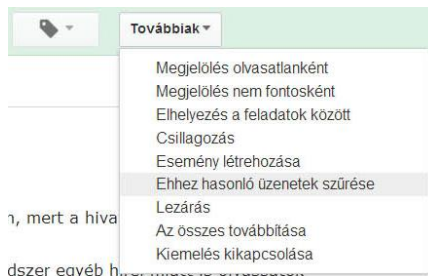 Továbbiak
Megjelölés olvasatlanként
Megjelölés nem fontosként
Elhelyezés a feladatok között
Csillagozás
Esemény létrehozása
Ehhez hasonló üzenetek szűrése
Lezárás
Az összes továbbítása
Kiemelés kikapcsolása
mert a hiva
egyéb